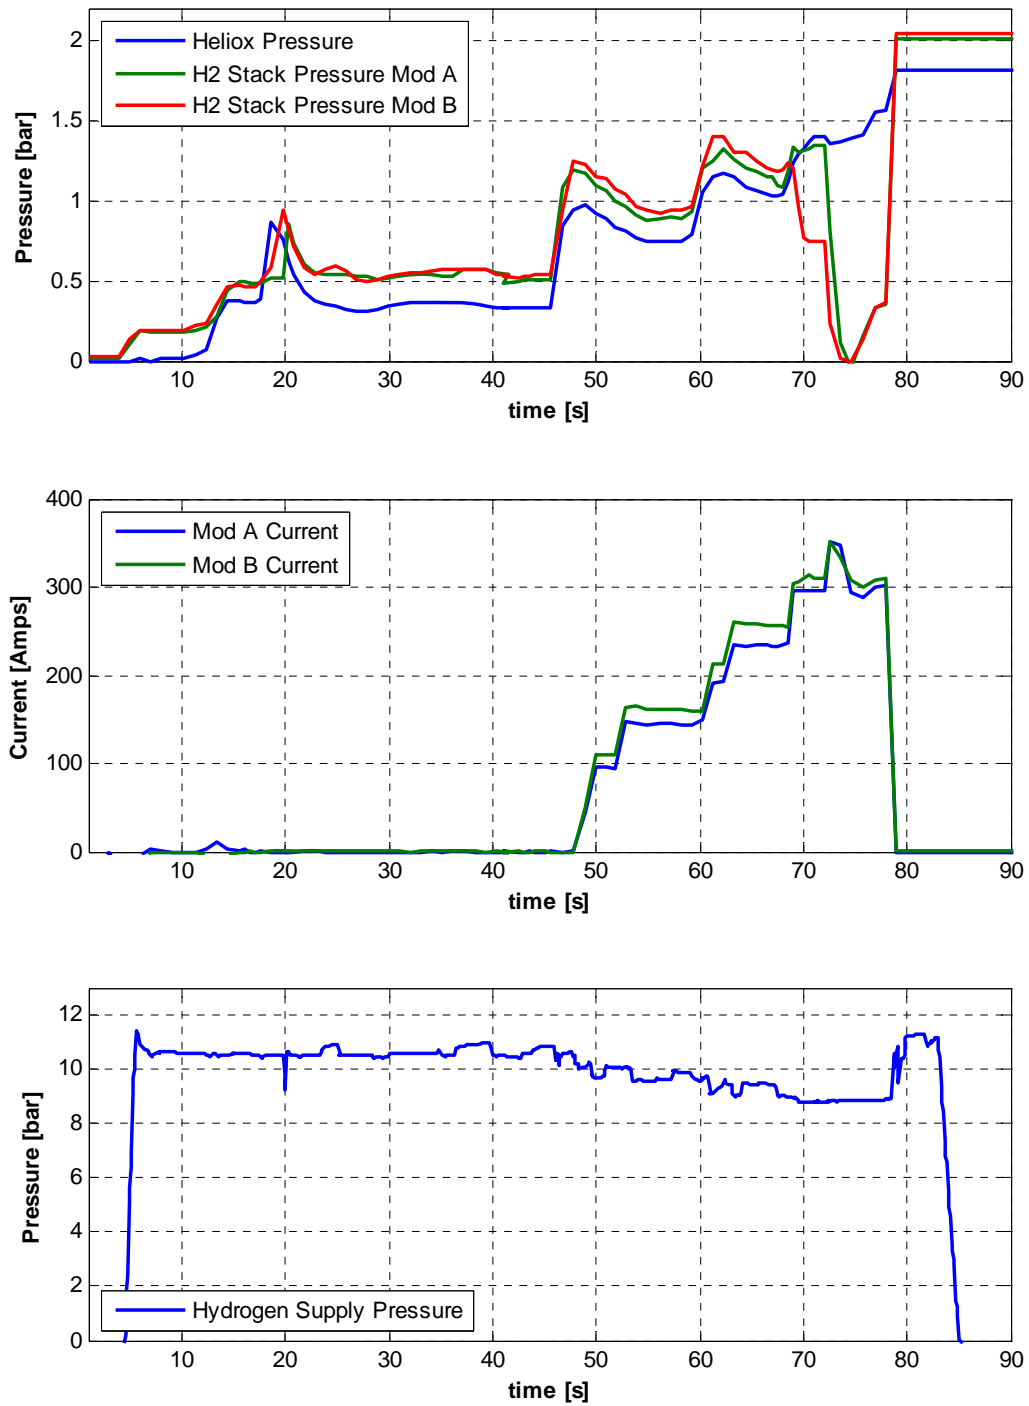 Heliox Pressure
H2 Stack Pressure Mod A
H2 Stack Pressure Mod B
Pressure [bar]
2
1.5
1
0.5
0
10 20 30 40 50 60 70 80 90
time [s]
Mod A Current
Mod B Current
Current [Amps]
400
300
200
100
0
10 20 30 40 50 60 70 80 90
time [s]
Pressure [bar]
12
10
8
6
4
2
0
Hydrogen Supply Pressure
10 20 30 40 50 60 70 80 90
time [s]